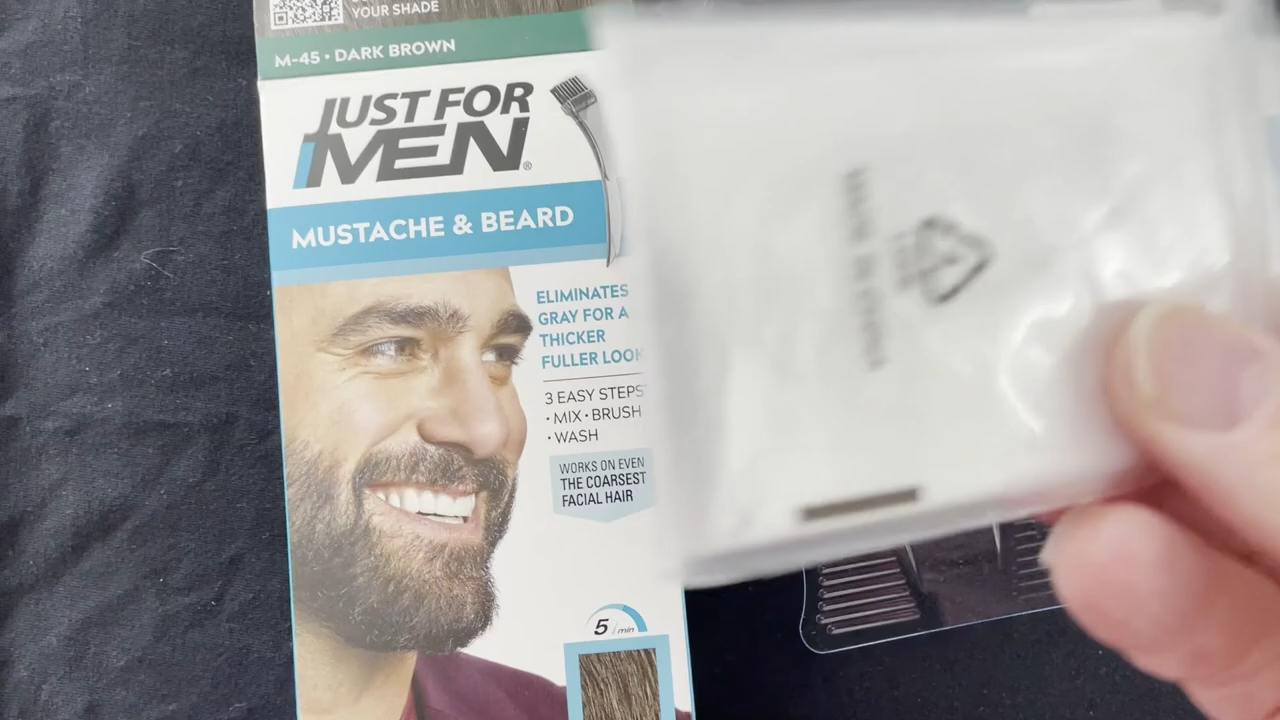 YOUR SHADE
M-45 • DARK BROWN
JUST FOR
MEN®
MUSTACHE & BEARD
ELIMINATES
GRAY FOR A
THICKER
FULLER LOOK
3 EASY STEPS
• MIX • BRUSH
• WASH
WORKS ON EVEN
THE COARSEST
FACIAL HAIR
5/min